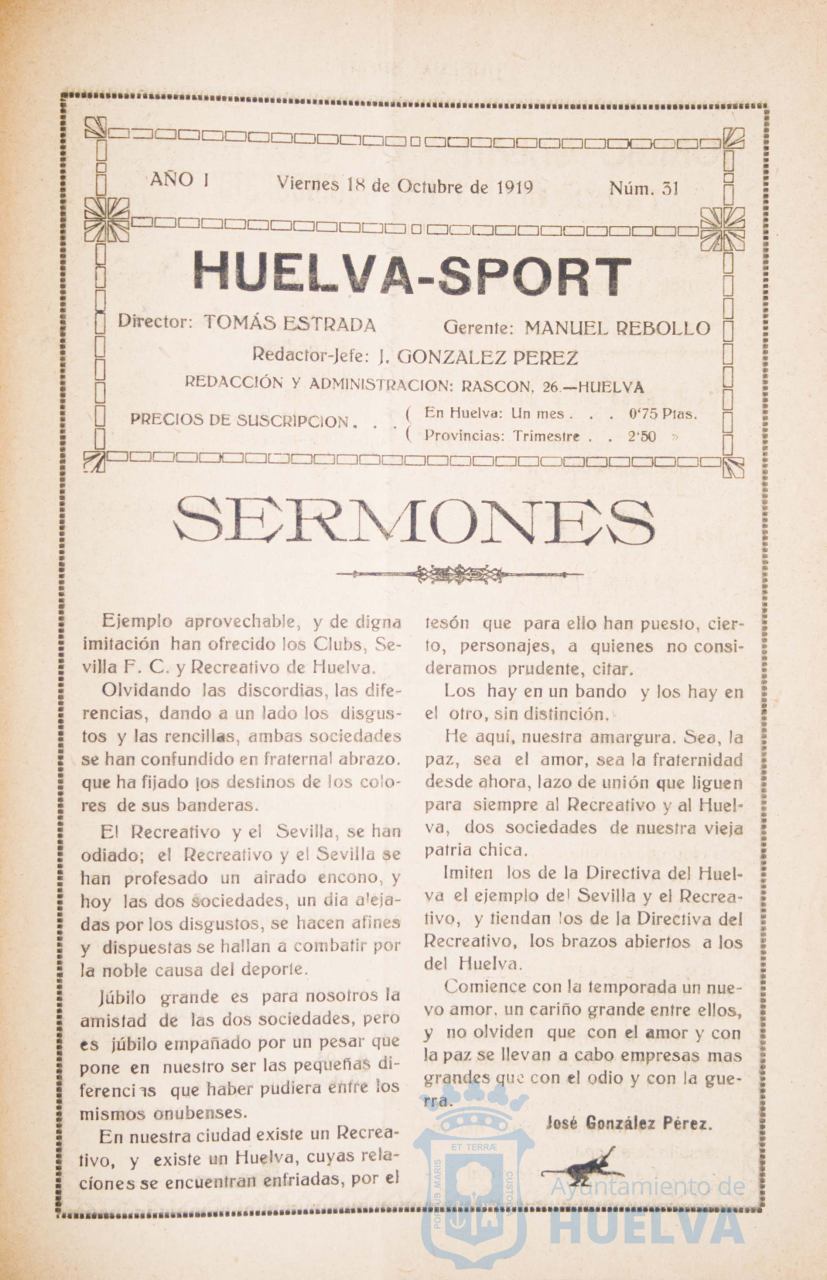 AÑO I Viernes 18 de Octubre de 1919 Núm. 31
HUELVA-SPORT
Director: TOMÁS ESTRADA Gerente: MANUEL REBOLLO
Redactor-Jefe: J. GONZALEZ PEREZ
REDACCIÓN Y ADMINISTRACION: RASCON, 26.—HUELVA
PRECIOS DE SUSCRIPCION. . . ( En Huelva: Un mes . . . 0'75 Ptas.
( Provincias: Trimestre . . 2'50 »
SERMONES
Ejemplo aprovechable, y de digna
imitación han ofrecido los Clubs, Se-
villa F. C. y Recreativo de Huelva.
Olvidando las discordias, las dife-
rencias, dando a un lado los disgus-
tos y las rencillas, ambas sociedades
se han confundido en fraternal abrazo.
que ha fijado los destinos de los colo-
res de sus banderas.
El Recreativo y el Sevilla, se han
odiado; el Recreativo y el Sevilla se
han profesado un airado encono, y
hoy las dos sociedades, un dia aleja-
das por los disgustos, se hacen afines
y dispuestas se hallan a combatir por
la noble causa del deporte.
Júbilo grande es para nosotros la
amistad de las dos sociedades, pero
es júbilo empañado por un pesar que
pone en nuestro ser las pequeñas di-
ferencias que haber pudiera entre los
mismos onubenses.
En nuestra ciudad existe un Recrea-
tivo, y existe un Huelva, cuyas rela-
ciones se encuentran enfriadas, por el
tesón que para ello han puesto, cier-
to, personajes, a quienes no consi-
deramos prudente, citar.
Los hay en un bando y los hay en
el otro, sin distinción.
He aquí, nuestra amargura. Sea, la
paz, sea el amor, sea la fraternidad
desde ahora, lazo de unión que liguen
para siempre al Recreativo y al Huel-
va, dos sociedades de nuestra vieja
patria chica.
Imiten los de la Directiva del Huel-
va el ejemplo del Sevilla y el Recrea-
tivo, y tiendan los de la Directiva del
Recreativo, los brazos abiertos a los
del Huelva.
Comience con la temporada un nue-
vo amor, un cariño grande entre ellos,
y no olviden que con el amor y con
la paz se llevan a cabo empresas mas
grandes que con el odio y con la gue-
rra.
José González Pérez.
PORTUS MARIS ET TERRÆ CUSTODIA
Ayuntamiento de
HUELVA